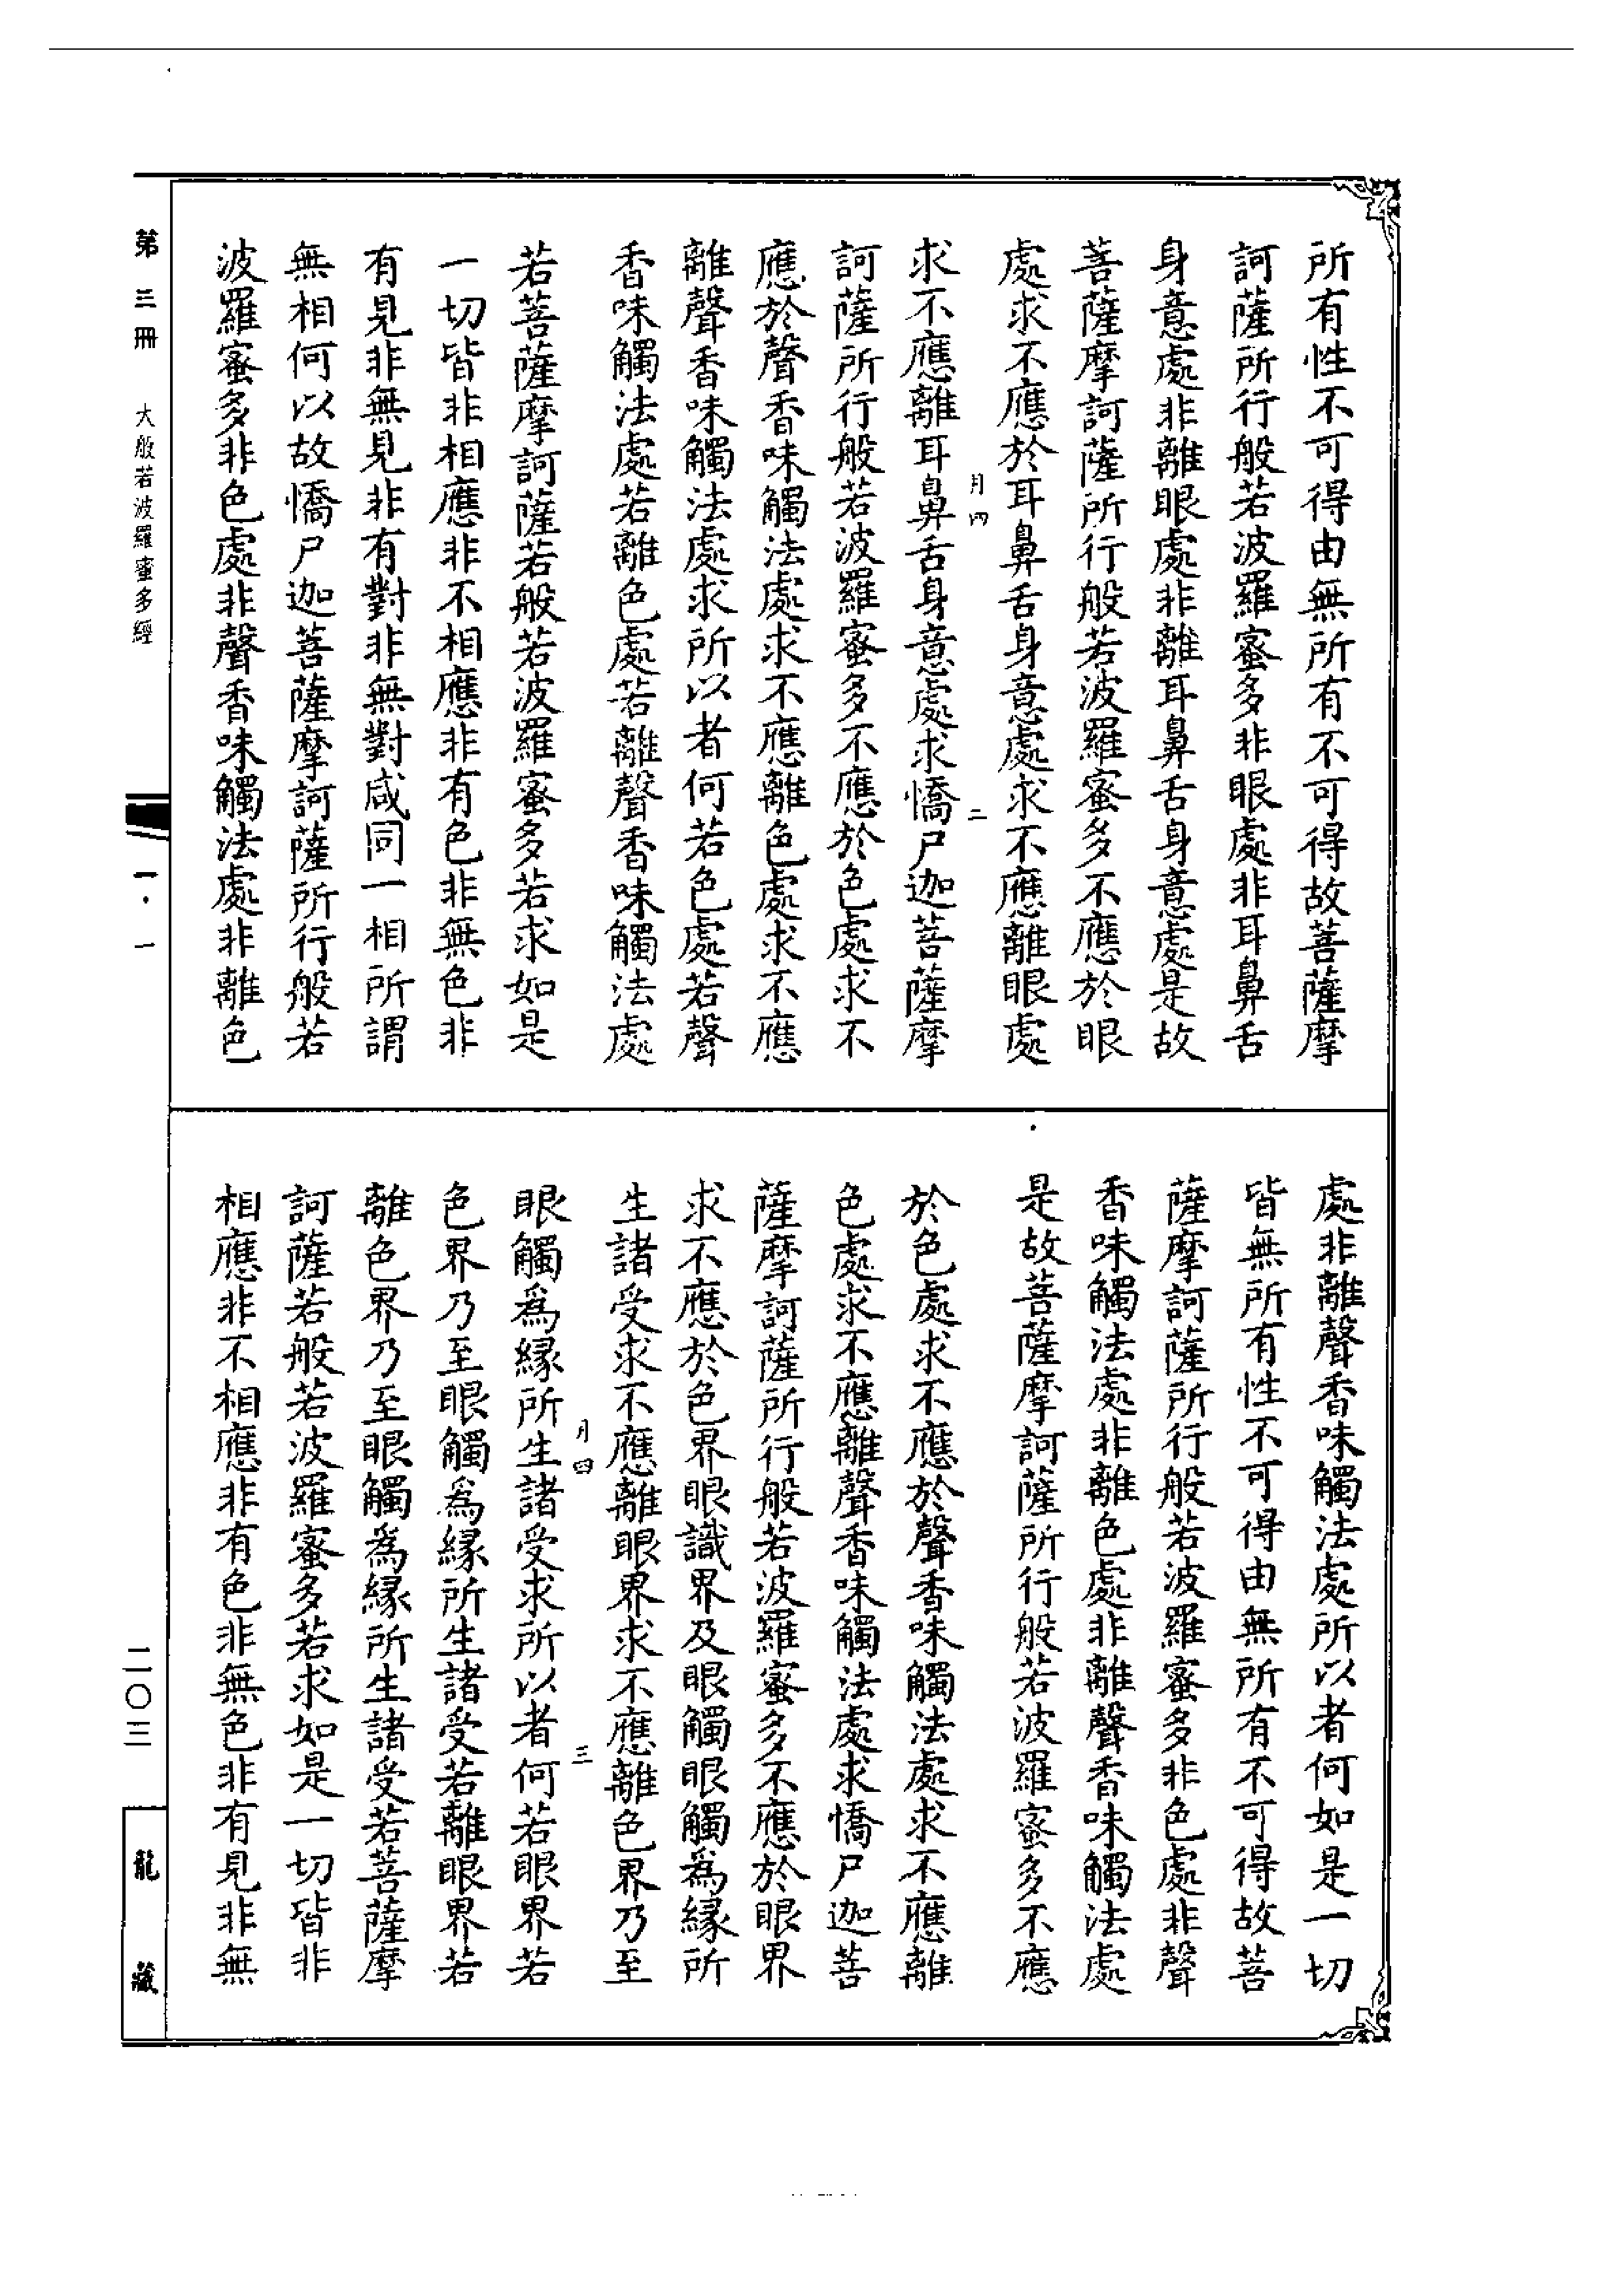 所有性不可得由無所有不可得故菩薩摩
訶薩所行般若波羅蜜多非眼處非耳鼻舌
身意處非離眼處非離耳鼻舌身意處是故
菩薩摩訶薩所行般若波羅蜜多不應於眼
處求不應於耳鼻舌身意處求不應離眼處
月四 二
求不應離耳鼻舌身意處求憍尸迦菩薩摩
訶薩所行般若波羅蜜多不應於色處求不
應於聲香味觸法處求不應離色處求不應
離聲香味觸法處求所以者何若色處若聲
香味觸法處若離色處若離聲香味觸法處
若菩薩摩訶薩若般若波羅蜜多若求如是
一切皆非相應非不相應非有色非無色非
有見非無見非有對非無對咸同一相所謂
無相何以故憍尸迦菩薩摩訶薩所行般若
波羅蜜多非色處非聲香味觸法處非離色
處非離聲香味觸法處所以者何如是一切
皆無所有性不可得由無所有不可得故菩
薩摩訶薩所行般若波羅蜜多非色處非聲
香味觸法處非離色處非離聲香味觸法處
是故菩薩摩訶薩所行般若波羅蜜多不應
於色處求不應於聲香味觸法處求不應離
色處求不應離聲香味觸法處求憍尸迦菩
薩摩訶薩所行般若波羅蜜多不應於眼界
求不應於色界眼識界及眼觸眼觸為緣所
生諸受求不應離眼界求不應離色界乃至
月四 三
眼觸為緣所生諸受求所以者何若眼界若
色界乃至眼觸為緣所生諸受若離眼界若
離色界乃至眼觸為緣所生諸受若菩薩摩
訶薩若般若波羅蜜多若求如是一切皆非
相應非不相應非有色非無色非有見非無
第三冊 大般若波羅蜜多經
一·一
二〇三
龍藏